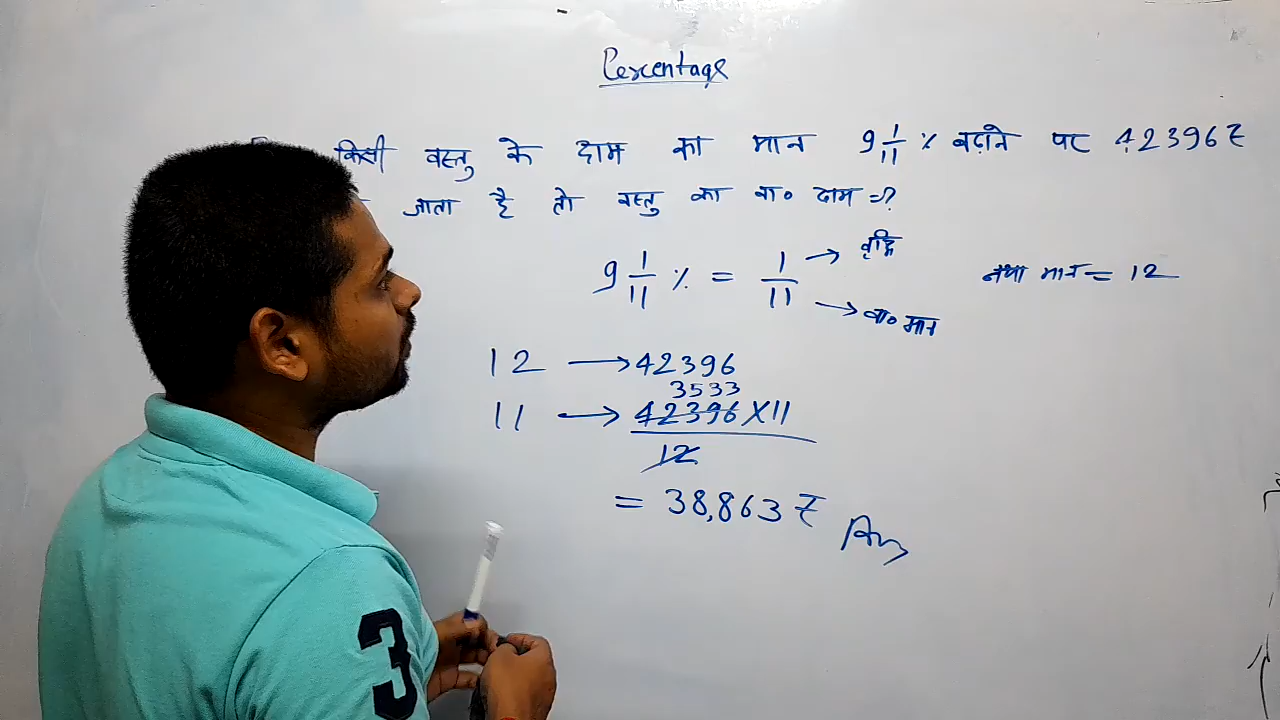 Percentage
किसी वस्तु के दाम का मान 9 1/11 % बढ़ाने पर 42396₹
जाता है तो वस्तु का वा० दाम =?
9 1/11 % = 1/11 → वृद्धि
→ वा० मान
नया मान = 12
12 → 42396
3533
11 → 42396 X 11
12
= 38,863₹ Ans
3